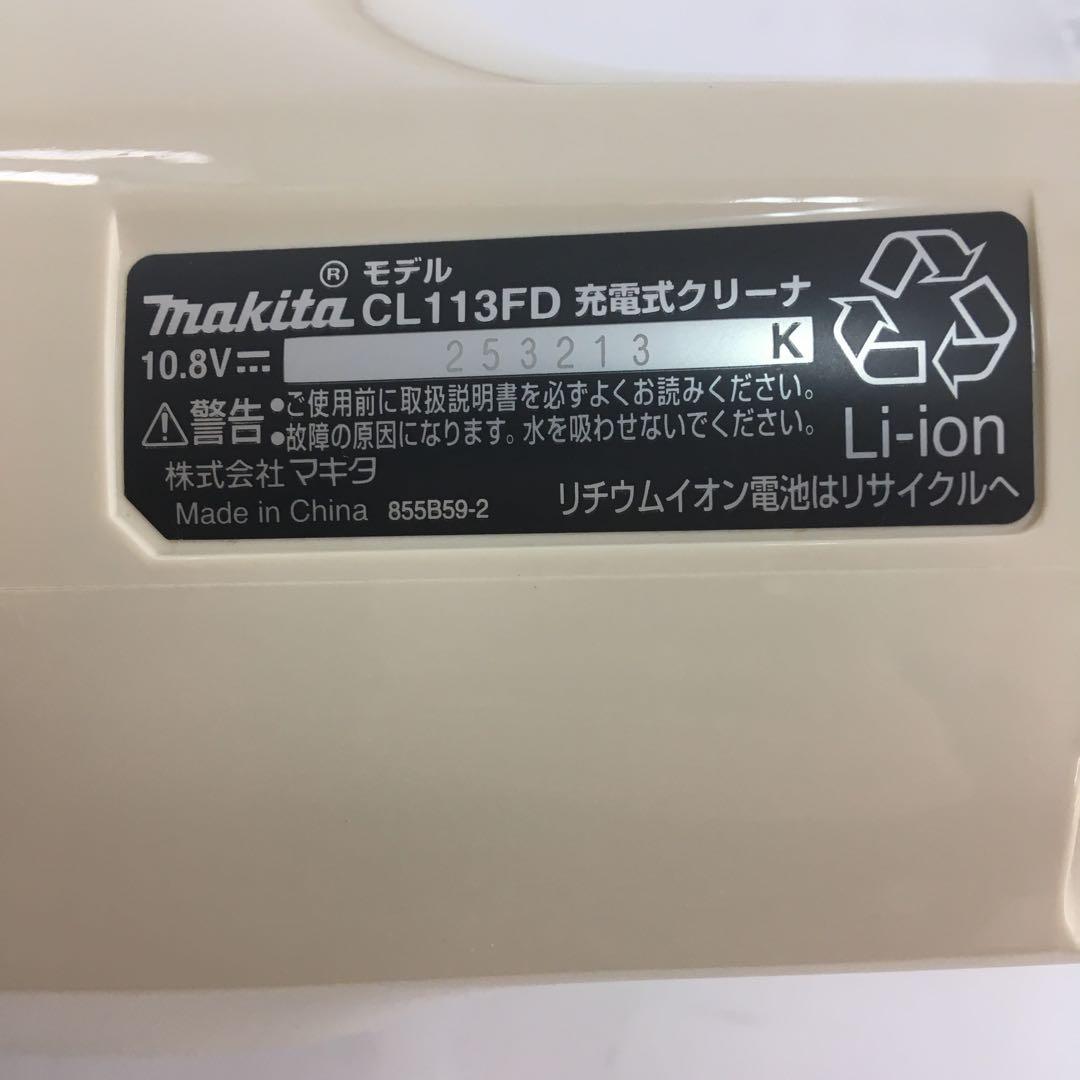 makita® モデル CL113FD 充電式クリーナ
10.8V⎓ 253213 K
⚠警告 •ご使用前に取扱説明書を必ずよくお読みください。
•故障の原因になります。水を吸わせないでください。
Li-ion
株式会社 マキタ
リチウムイオン電池はリサイクルへ
Made in China 855B59-2